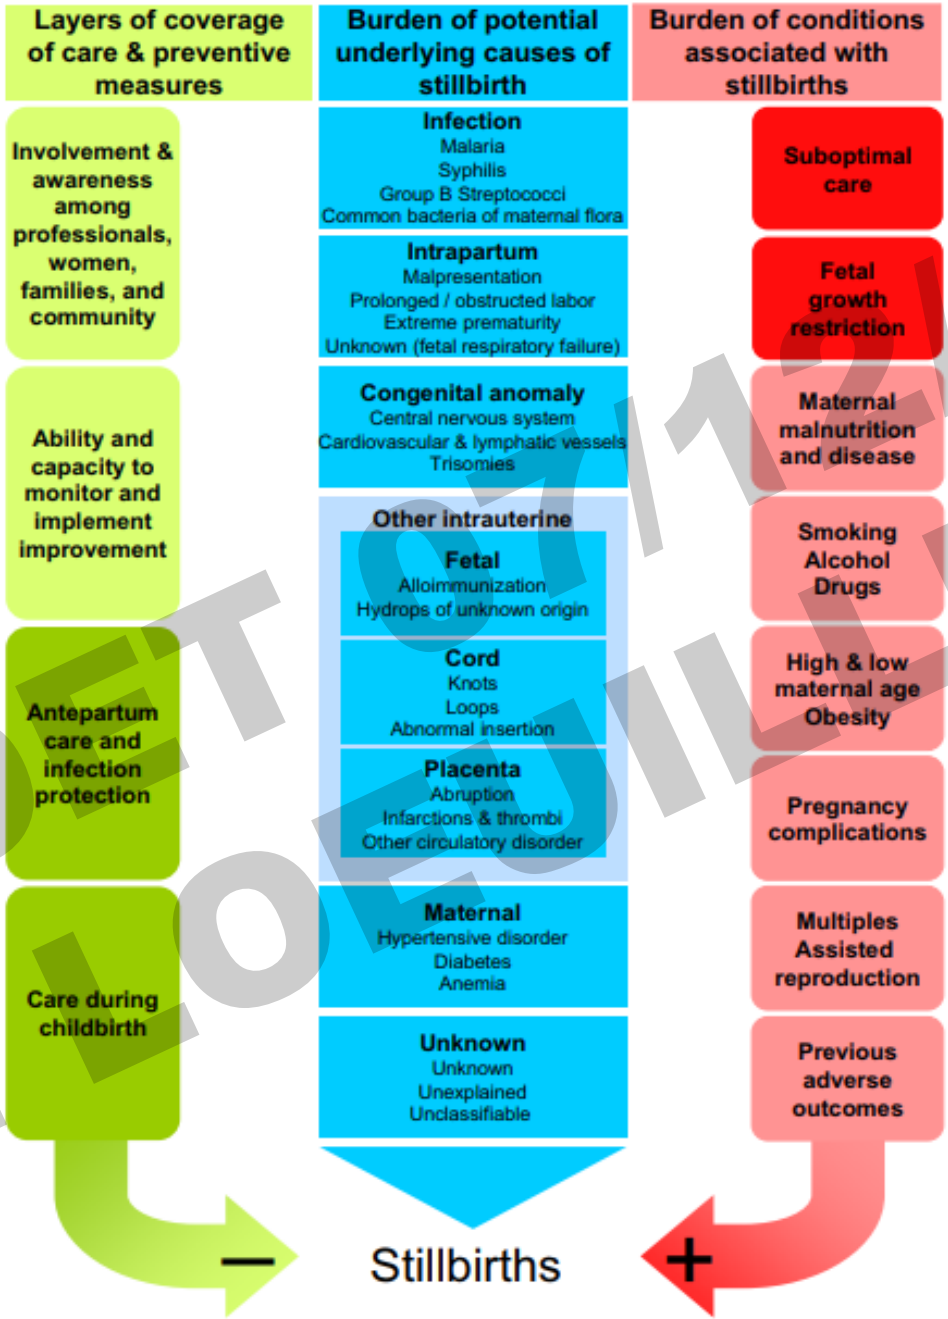 Layers of coverage
of care & preventive
measures
Burden of potential
underlying causes of
stillbirth
Burden of conditions
associated with
stillbirths
Involvement &
awareness
among
professionals,
women,
families, and
community
Ability and
capacity to
monitor and
implement
improvement
Antepartum
care and
infection
protection
Care during
childbirth
Infection
Malaria
Syphilis
Group B Streptococci
Common bacteria of maternal flora
Intrapartum
Malpresentation
Prolonged / obstructed labor
Extreme prematurity
Unknown (fetal respiratory failure)
Congenital anomaly
Central nervous system
Cardiovascular & lymphatic vessels
Trisomies
Other intrauterine
Fetal
Alloimmunization
Hydrops of unknown origin
Cord
Knots
Loops
Abnormal insertion
Placenta
Abruption
Infarctions & thrombi
Other circulatory disorder
Maternal
Hypertensive disorder
Diabetes
Anemia
Unknown
Unknown
Unexplained
Unclassifiable
Suboptimal
care
Fetal
growth
restriction
Maternal
malnutrition
and disease
Smoking
Alcohol
Drugs
High & low
maternal age
Obesity
Pregnancy
complications
Multiples
Assisted
reproduction
Previous
adverse
outcomes
–
Stillbirths
+
07/12/